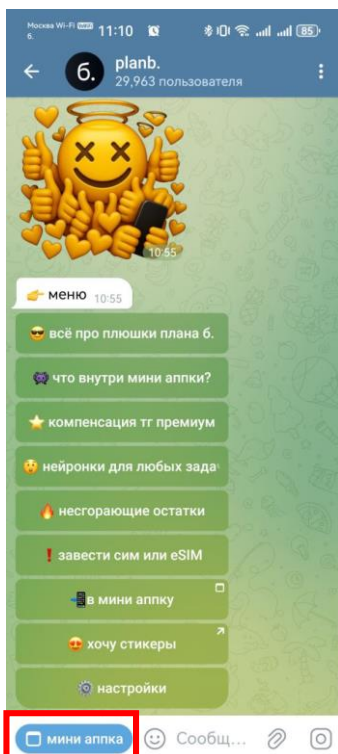 Москва Wi-Fi
б.
11:10
85
б.
planb.
29,963 пользователя
10:55
меню 10:55
всё про плюшки плана б.
что внутри мини аппки?
компенсация тг премиум
нейронки для любых зада
несгорающие остатки
завести сим или eSIM
в мини аппку
хочу стикеры
настройки
мини аппка
Сообщ...